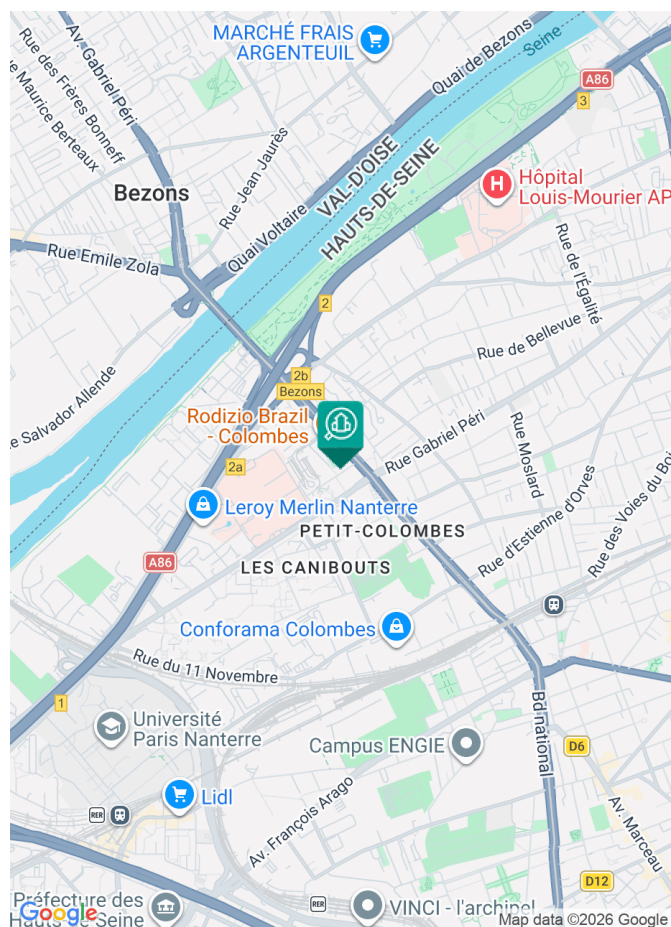 MARCHÉ FRAIS
ARGENTEUIL
Quai de Bezons
Seine
A86
3
Av. Gabriel Péri
Rue des Frères Bonneff
Maurice Berteaux
Rue Jean Jaurès
Bezons
VAL-D'OISE
HAUTS-DE-SEINE
Hôpital
Louis-Mourier AP
Quai Voltaire
Rue Emile Zola
Rue de l'Égalité
2
Rue de Bellevue
2b
Bezons
Salvador Allende
Rodizio Brazil
- Colombes
Rue Gabriel Péri
Rue Moslard
2a
Leroy Merlin Nanterre
PETIT-COLOMBES
Rue d'Estienne d'Orves
Rue des Voies du Boi
A86
LES CANIBOUTS
Conforama Colombes
Rue du 11 Novembre
1
Université
Paris Nanterre
Campus ENGIE
Bd national
D6
Lidl
RER
Av. François Arago
Av. Marceau
D12
Préfecture des
Hauts-de-Seine
RER
VINCI - l'archipel
Google
Map data ©2026 Google